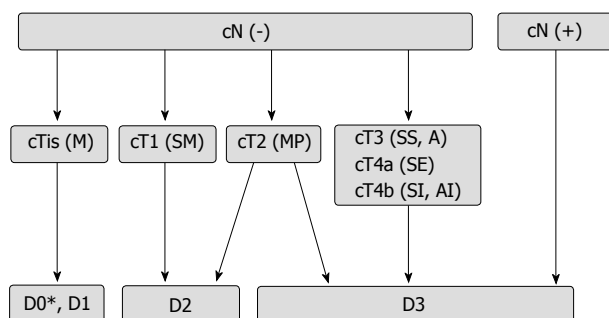 cN (-)
cN (+)
cTis (M)
cT1 (SM)
cT2 (MP)
cT3 (SS, A)
cT4a (SE)
cT4b (SI, AI)
D0*, D1
D2
D3